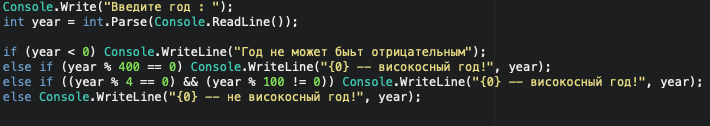 Console.Write("Введите год : ");
int year = int.Parse(Console.ReadLine());
if (year < 0) Console.WriteLine("Год не может быьт отрицательным");
else if (year % 400 == 0) Console.WriteLine("{0} -- високосный год!", year);
else if ((year % 4 == 0) && (year % 100 != 0)) Console.WriteLine("{0} -- високосный год!", year);
else Console.WriteLine("{0} -- не високосный год!", year);